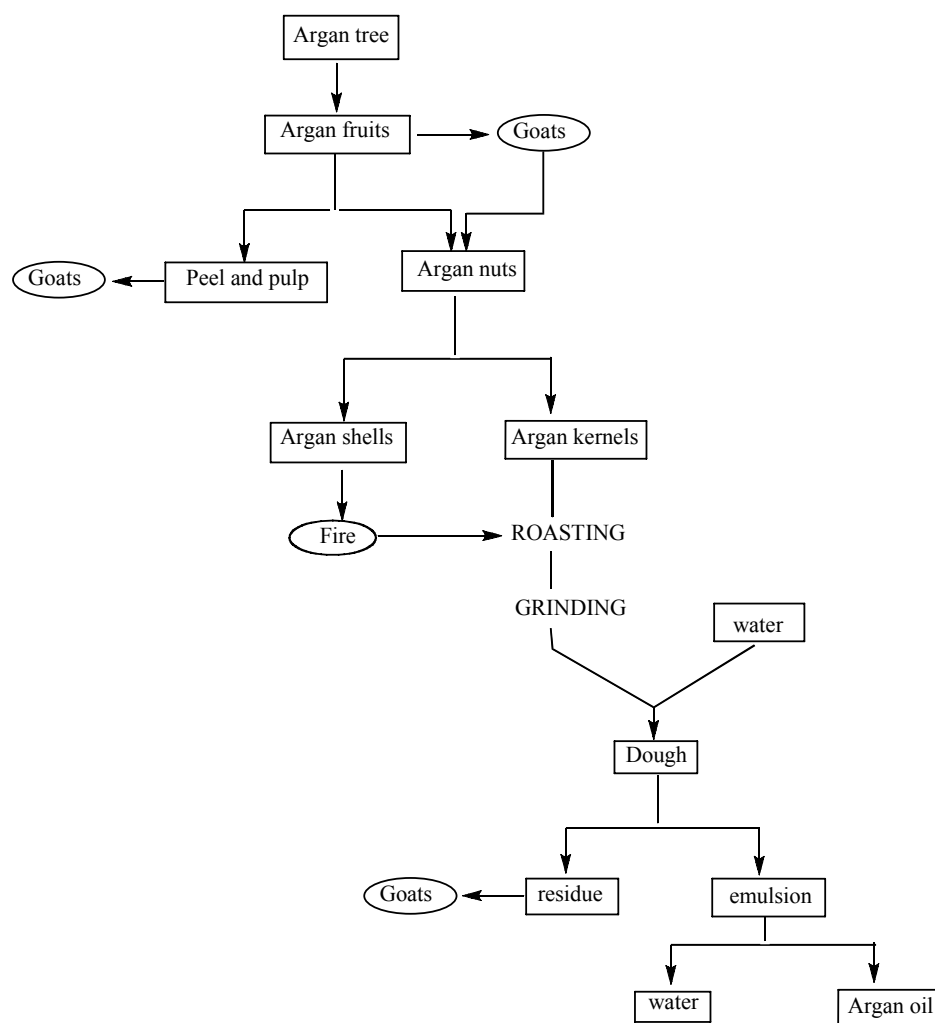 Argan tree
Argan fruits
Goats
Goats
Peel and pulp
Argan nuts
Argan shells
Argan kernels
Fire
ROASTING
GRINDING
water
Dough
Goats
residue
emulsion
water
Argan oil